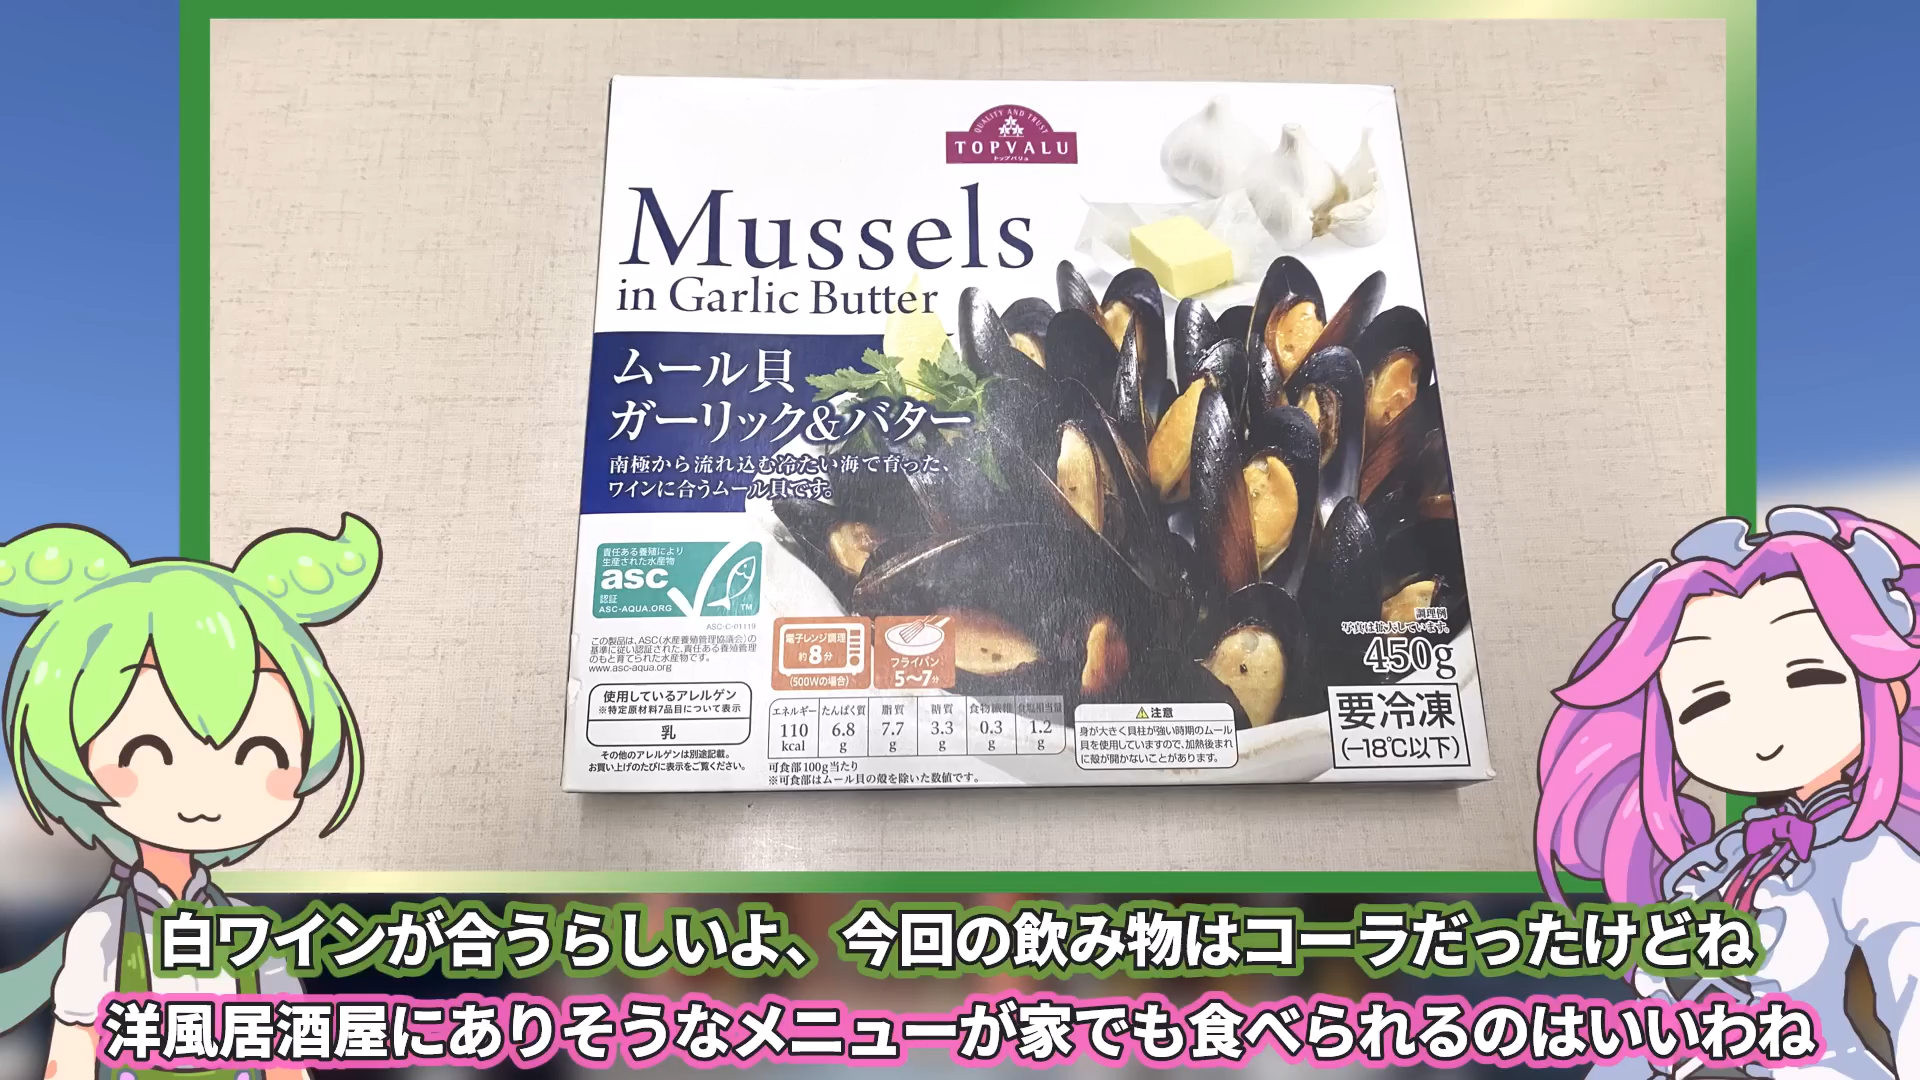 QUALITY AND TRUST
TOPVALU
トップバリュ
Mussels
in Garlic Butter
ムール貝
ガーリック&バター
南極から流れ込む冷たい海で育った、
ワインに合うムール貝です。
責任ある養殖により
生産された水産物
asc
認証
ASC-AQUA.ORG
TM
ASC-C-01119
この製品は、ASC(水産養殖管理協議会)の
基準に従い認証された、責任ある養殖管理
のもと育てられた水産物です。
www.asc-aqua.org
電子レンジ調理
約8分
(500Wの場合)
フライパン
5〜7分
調理例
写真は拡大しています。
450g
使用しているアレルゲン
※特定原材料7品目について表示
乳
その他のアレルゲンは別途記載。
お買い上げのたびに表示をご覧ください。
エネルギー たんぱく質 脂質 糖質 食物繊維 食塩相当量
110 6.8 7.7 3.3 0.3 1.2
kcal g g g g g
可食部100g当たり
※可食部はムール貝の殻を除いた数値です。
⚠注意
身が大きく貝柱が強い時期のムール
貝を使用していますので、加熱後まれ
に殻が開かないことがあります。
要冷凍
(−18℃以下)
白ワインが合うらしいよ、今回の飲み物はコーラだったけどね
洋風居酒屋にありそうなメニューが家でも食べられるのはいいわね